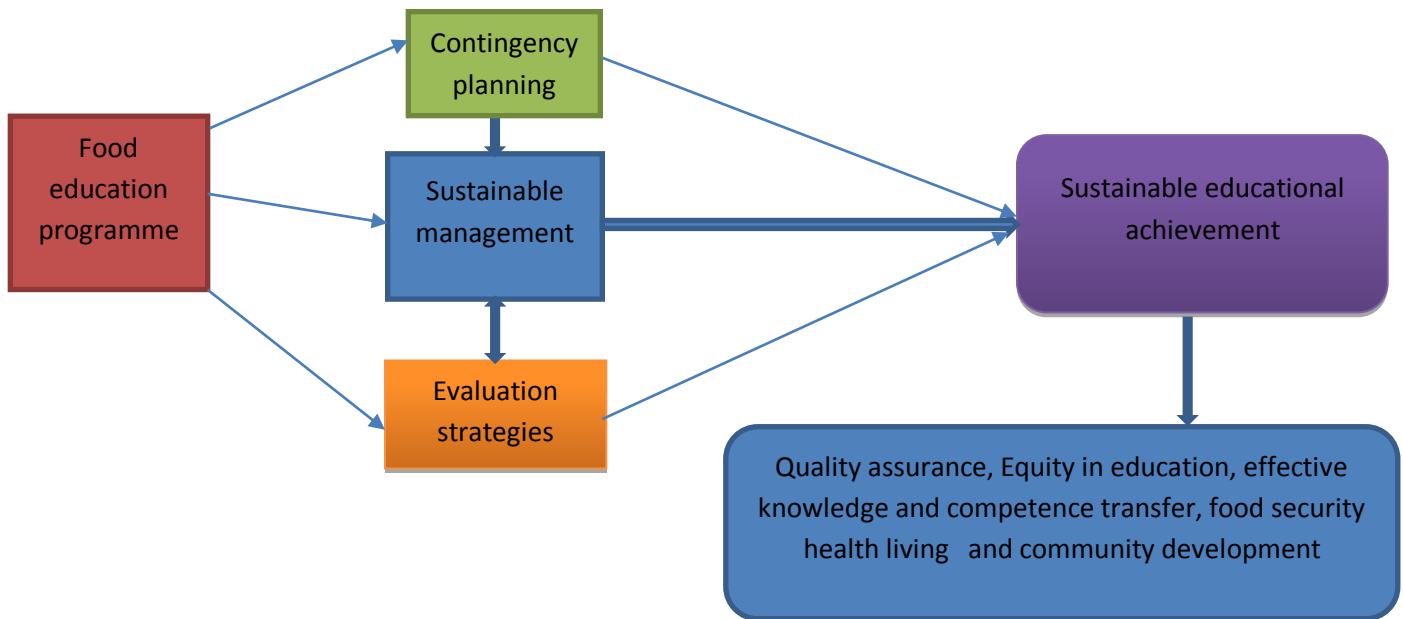 Contingency
planning
Food
education
programme
Sustainable
management
Sustainable educational
achievement
Evaluation
strategies
Quality assurance, Equity in education, effective
knowledge and competence transfer, food security
health living   and community development